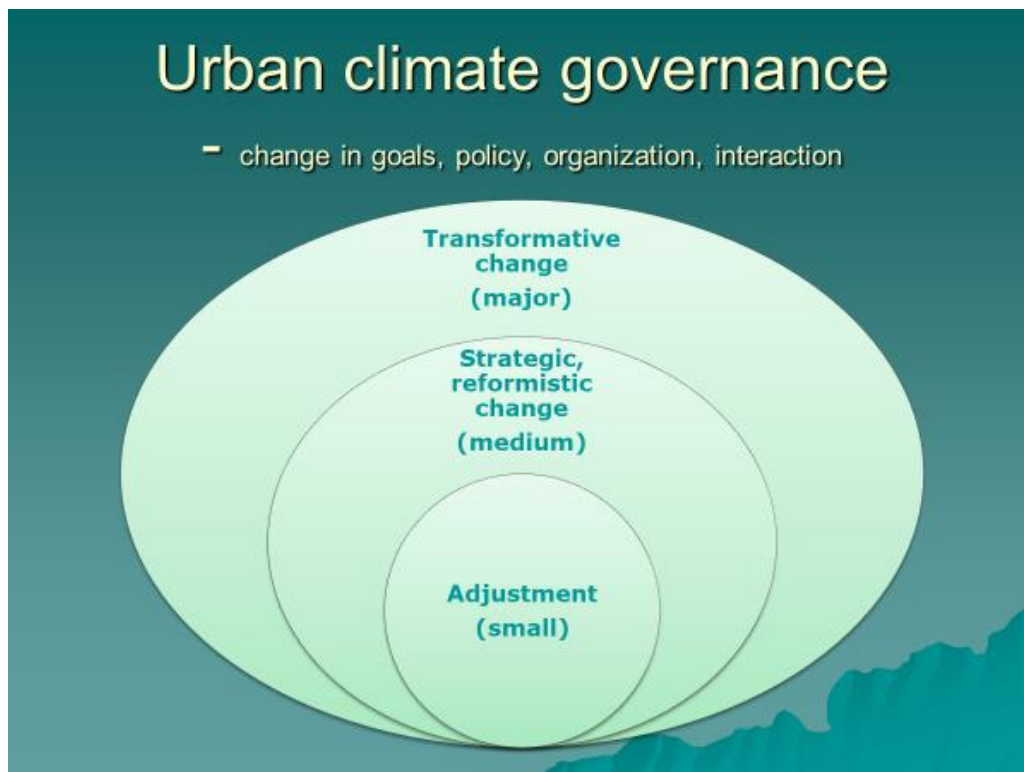 Urban climate governance
- change in goals, policy, organization, interaction
Transformative
change
(major)
Strategic,
reformistic
change
(medium)
Adjustment
(small)